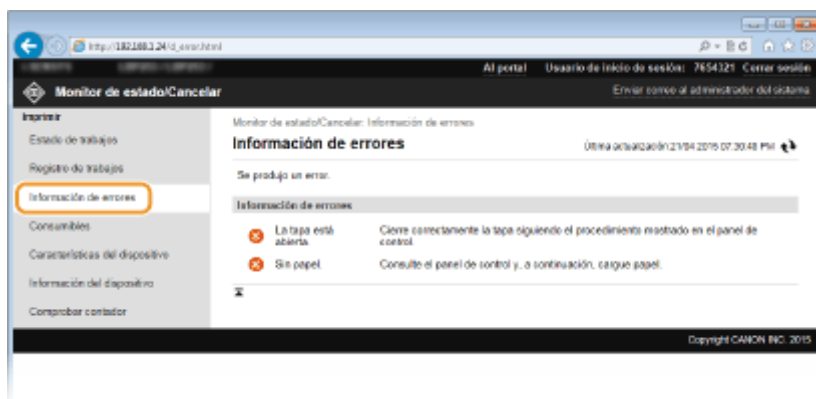 http://192.168.1.24/d_error.html
Al portal Usuario de inicio de sesión: 7654321 Cerrar sesión
Monitor de estado/Cancelar
Enviar correo al administrador del sistema
Imprimir
Estado de trabajos
Registro de trabajos
Información de errores
Consumibles
Características del dispositivo
Información del dispositivo
Comprobar contador
Monitor de estado/Cancelar: Información de errores
Información de errores
Última actualización:21/04 2015 07:30:48 PM
Se produjo un error.
Información de errores
La tapa está
abierta.
Cierre correctamente la tapa siguiendo el procedimiento mostrado en el panel de
control.
Sin papel.
Consulte el panel de control y, a continuación, cargue papel.
Copyright CANON INC. 2015